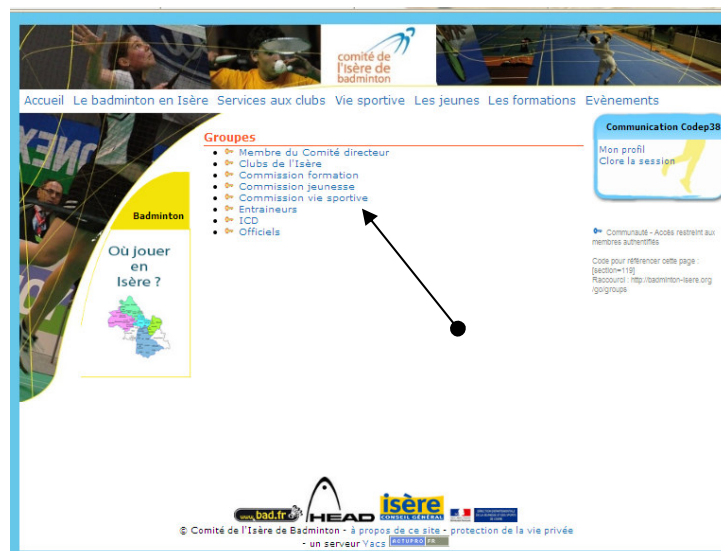 comité de
l'Isère de
badminton
Accueil Le badminton en Isère Services aux clubs Vie sportive Les jeunes Les formations Evènements
Groupes
Membre du Comité directeur
Clubs de l'Isère
Commission formation
Commission jeunesse
Commission vie sportive
Entraineurs
ICD
Officiels
Badminton
Où jouer
en
Isère ?
Communication Codep38
Mon profil
Clore la session
Communauté - Accès restreint aux
membres authentifiés
Code pour référencer cette page :
[section=119]
Raccourci : http://badminton-isere.org
/go/groups
www.bad.fr
HEAD
isère
CONSEIL GÉNÉRAL
© Comité de l'Isère de Badminton - à propos de ce site - protection de la vie privée
- un serveur Yacs ACTUPRO FR